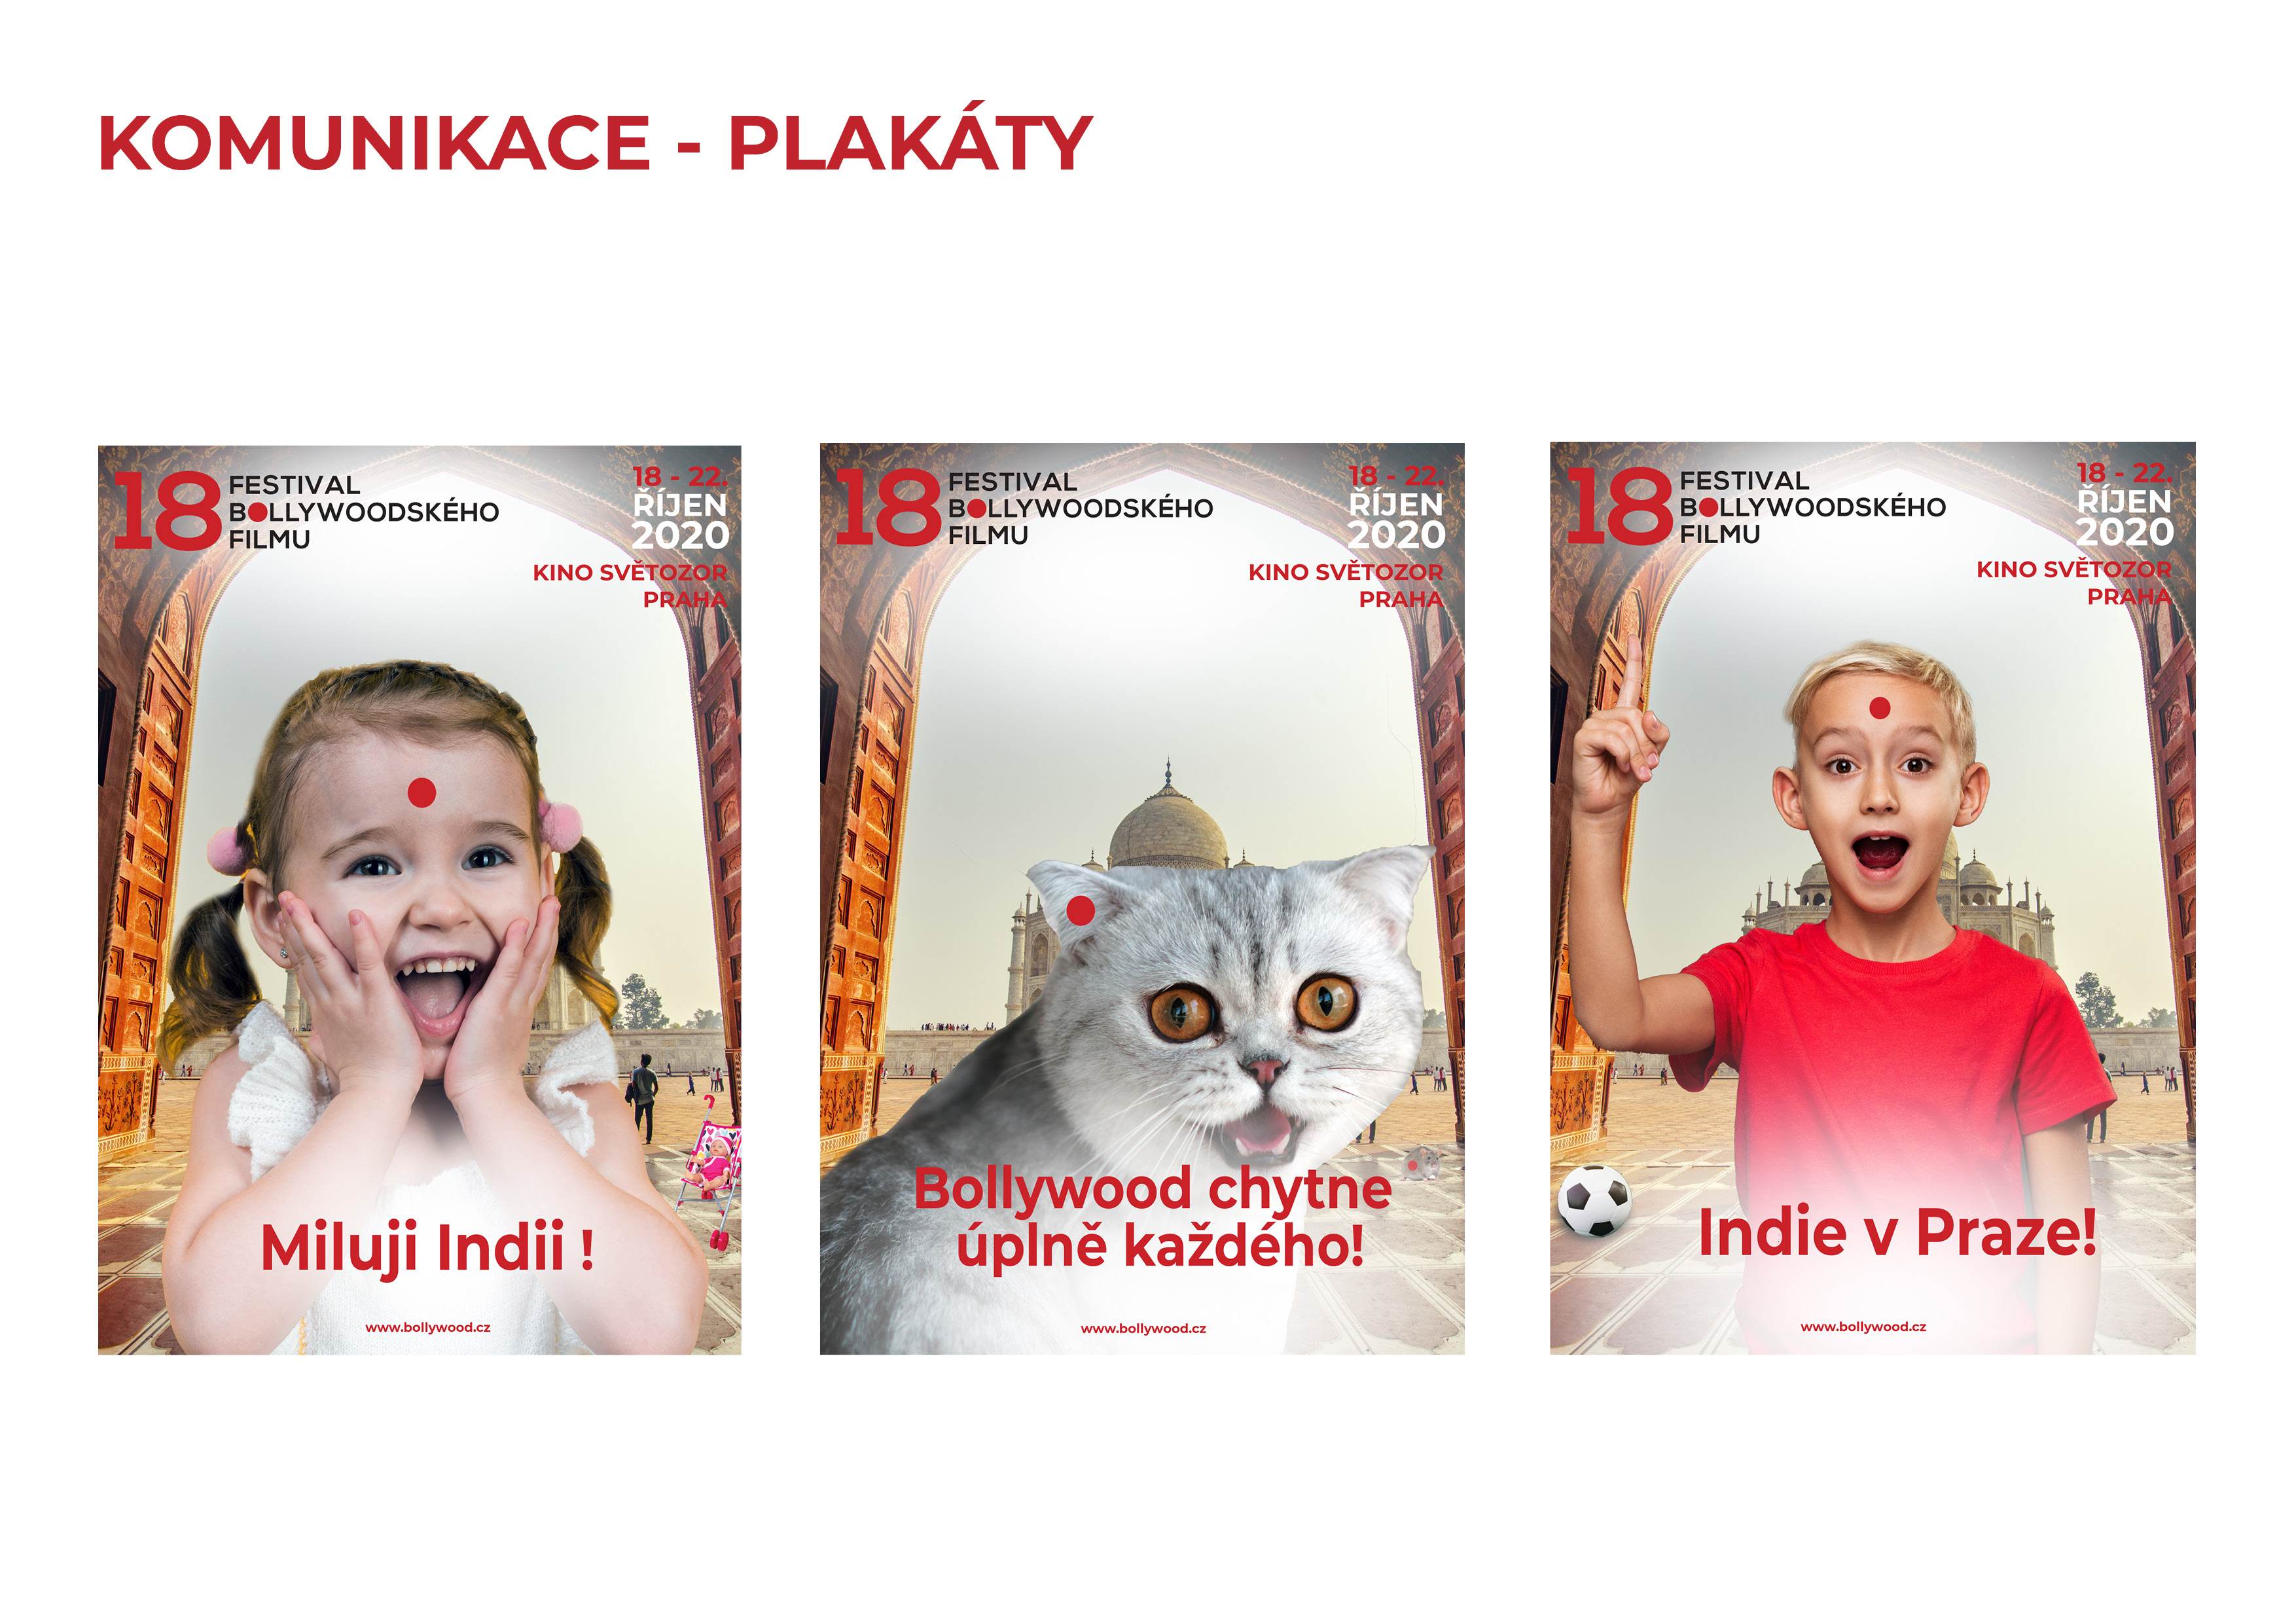 KOMUNIKACE - PLAKÁTY
18
FESTIVAL
BOLLYWOODSKÉHO
FILMU
18 - 22.
ŘÍJEN
2020
KINO SVĚTOZOR
PRAHA
Miluji Indii !
www.bollywood.cz
18
FESTIVAL
BOLLYWOODSKÉHO
FILMU
18 - 22.
ŘÍJEN
2020
KINO SVĚTOZOR
PRAHA
Bollywood chytne
úplně každého!
www.bollywood.cz
18
FESTIVAL
BOLLYWOODSKÉHO
FILMU
18 - 22.
ŘÍJEN
2020
KINO SVĚTOZOR
PRAHA
Indie v Praze!
www.bollywood.cz